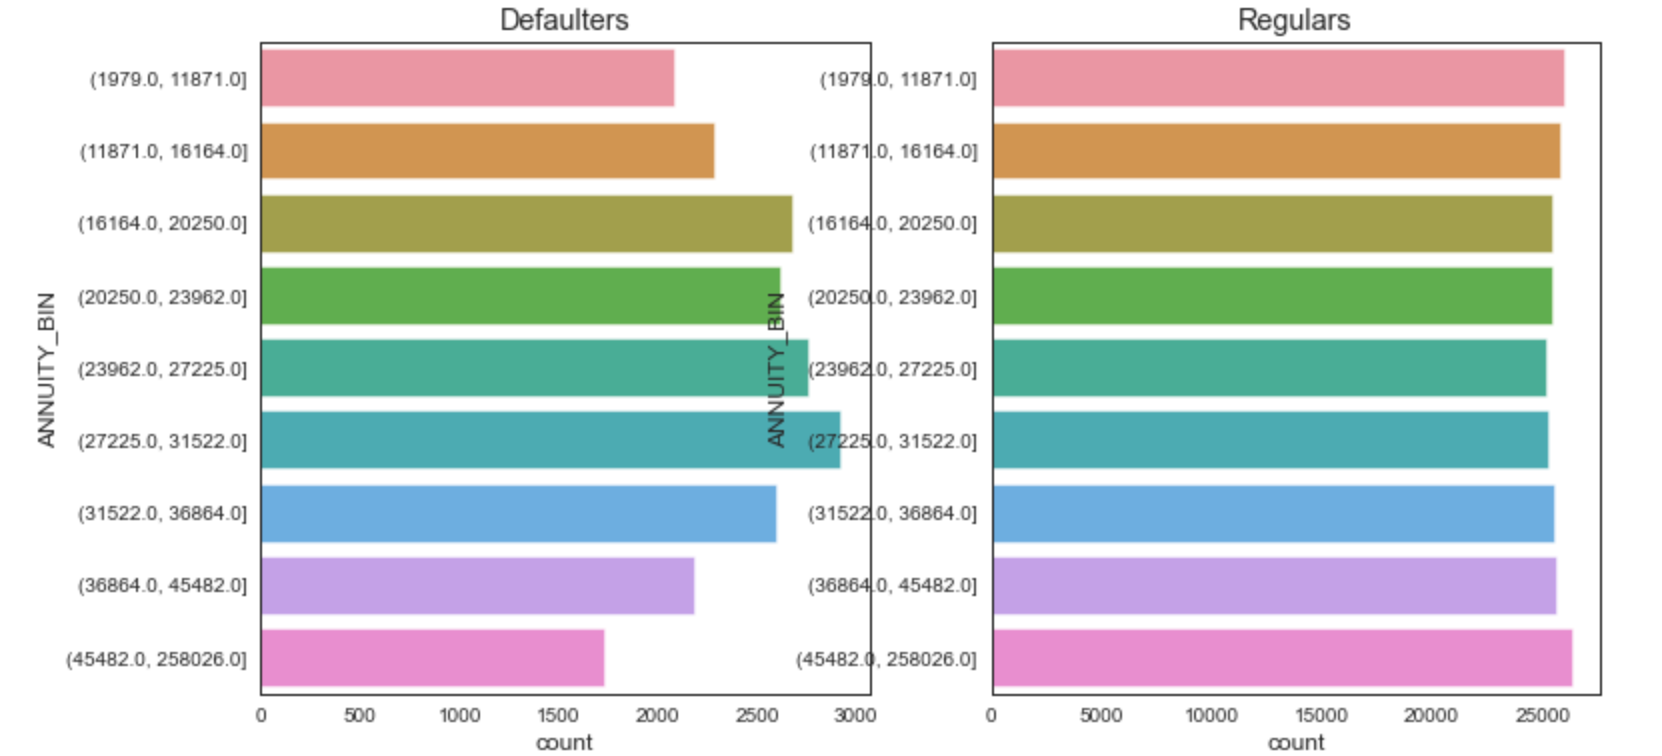 Defaulters
ANNUITY_BIN
(1979.0, 11871.0]
(11871.0, 16164.0]
(16164.0, 20250.0]
(20250.0, 23962.0]
(23962.0, 27225.0]
(27225.0, 31522.0]
(31522.0, 36864.0]
(36864.0, 45482.0]
(45482.0, 258026.0]
0 500 1000 1500 2000 2500 3000
count
Regulars
ANNUITY_BIN
(1979.0, 11871.0]
(11871.0, 16164.0]
(16164.0, 20250.0]
(20250.0, 23962.0]
(23962.0, 27225.0]
(27225.0, 31522.0]
(31522.0, 36864.0]
(36864.0, 45482.0]
(45482.0, 258026.0]
0 5000 10000 15000 20000 25000
count